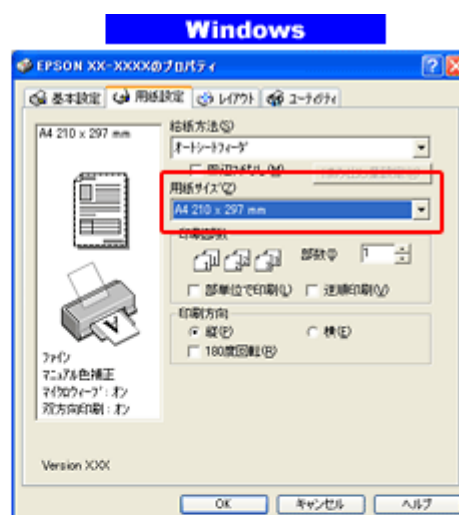 Windows
EPSON XX-XXXXのプロパティ
基本設定 用紙設定 レイアウト ユーティリティ
A4 210 x 297 mm
給紙方法(S)
オートシートフィーダ
用紙サイズ(Z)
A4 210 x 297 mm
印刷部数
部数(I) 1
部単位で印刷(L) 逆順印刷(V)
印刷方向
縦(P) 横(E)
180度回転(R)
ファイン
マニュアル色補正
マイクロウィーブ : オン
双方向印刷 : オン
Version XXX
OK キャンセル ヘルプ